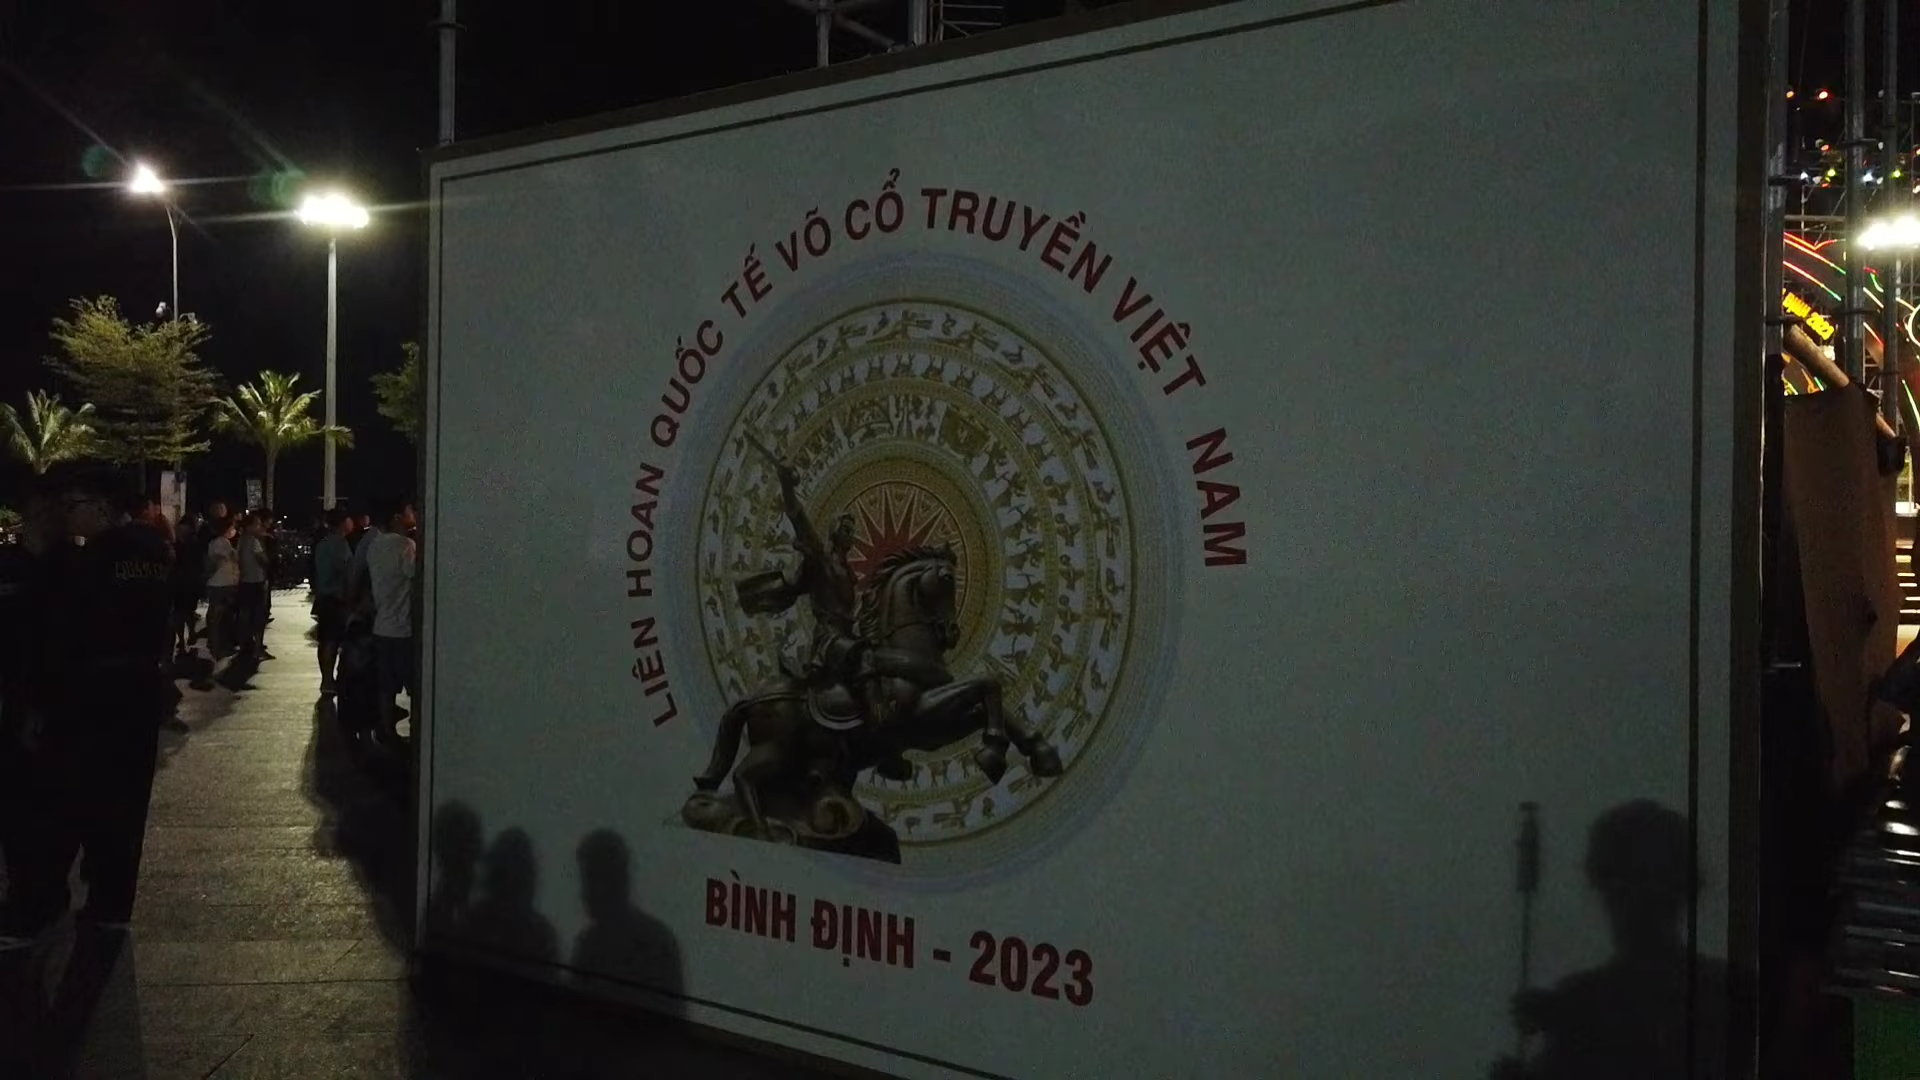 LIÊN HOAN QUỐC TẾ VÕ CỔ TRUYỀN VIỆT NAM
BÌNH ĐỊNH - 2023